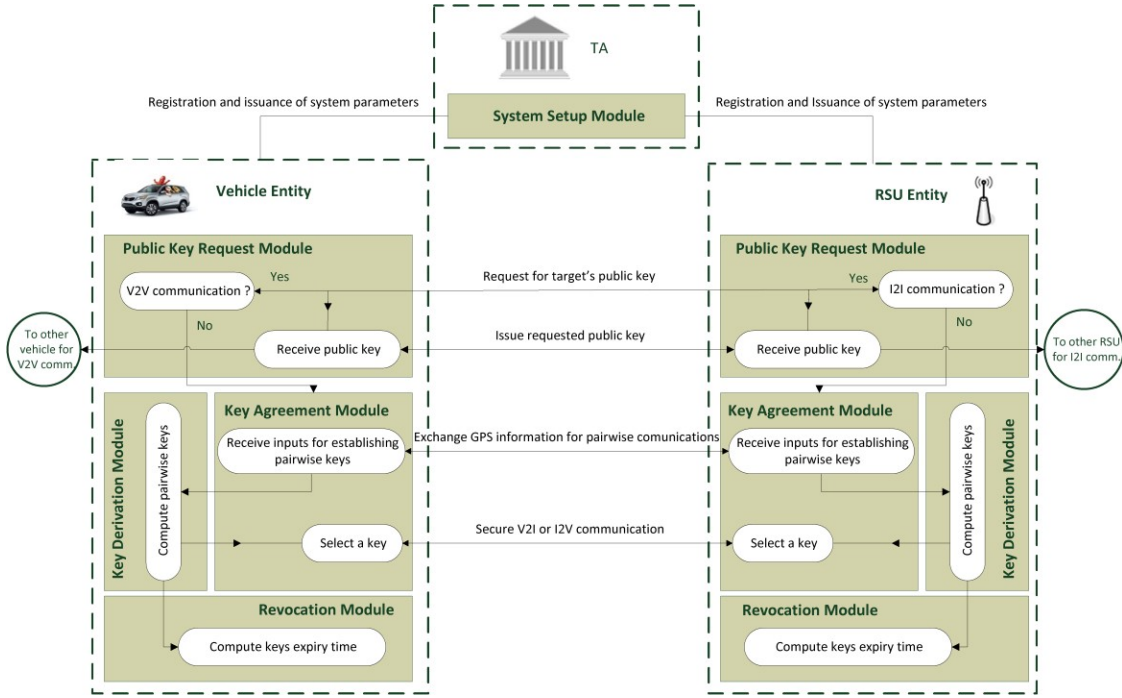 TA
Registration and issuance of system parameters
System Setup Module
Registration and Issuance of system parameters
Vehicle Entity
Public Key Request Module
V2V communication ?
Yes
No
Receive public key
To other
vehicle for
V2V comm.
Request for target's public key
Issue requested public key
RSU Entity
Public Key Request Module
Yes
I2I communication ?
No
Receive public key
To other RSU
for I2I comm.
Key Derivation Module
Compute pairwise keys
Key Agreement Module
Receive inputs for establishing
pairwise keys
Select a key
Exchange GPS information for pairwise comunications
Secure V2I or I2V communication
Key Agreement Module
Receive inputs for establishing
pairwise keys
Select a key
Compute pairwise keys
Key Derivation Module
Revocation Module
Compute keys expiry time
Revocation Module
Compute keys expiry time